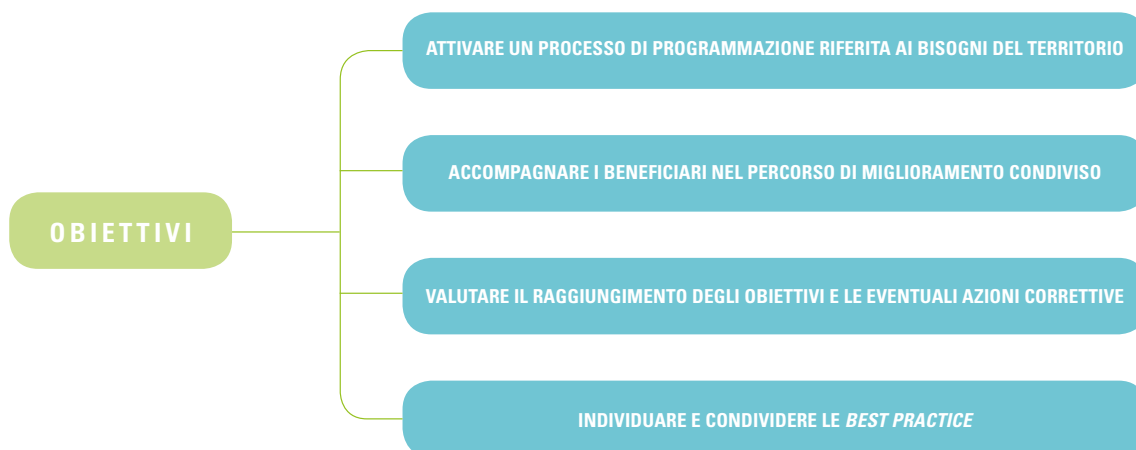 OBIETTIVI
ATTIVARE UN PROCESSO DI PROGRAMMAZIONE RIFERITA AI BISOGNI DEL TERRITORIO
ACCOMPAGNARE I BENEFICIARI NEL PERCORSO DI MIGLIORAMENTO CONDIVISO
VALUTARE IL RAGGIUNGIMENTO DEGLI OBIETTIVI E LE EVENTUALI AZIONI CORRETTIVE
INDIVIDUARE E CONDIVIDERE LE BEST PRACTICE